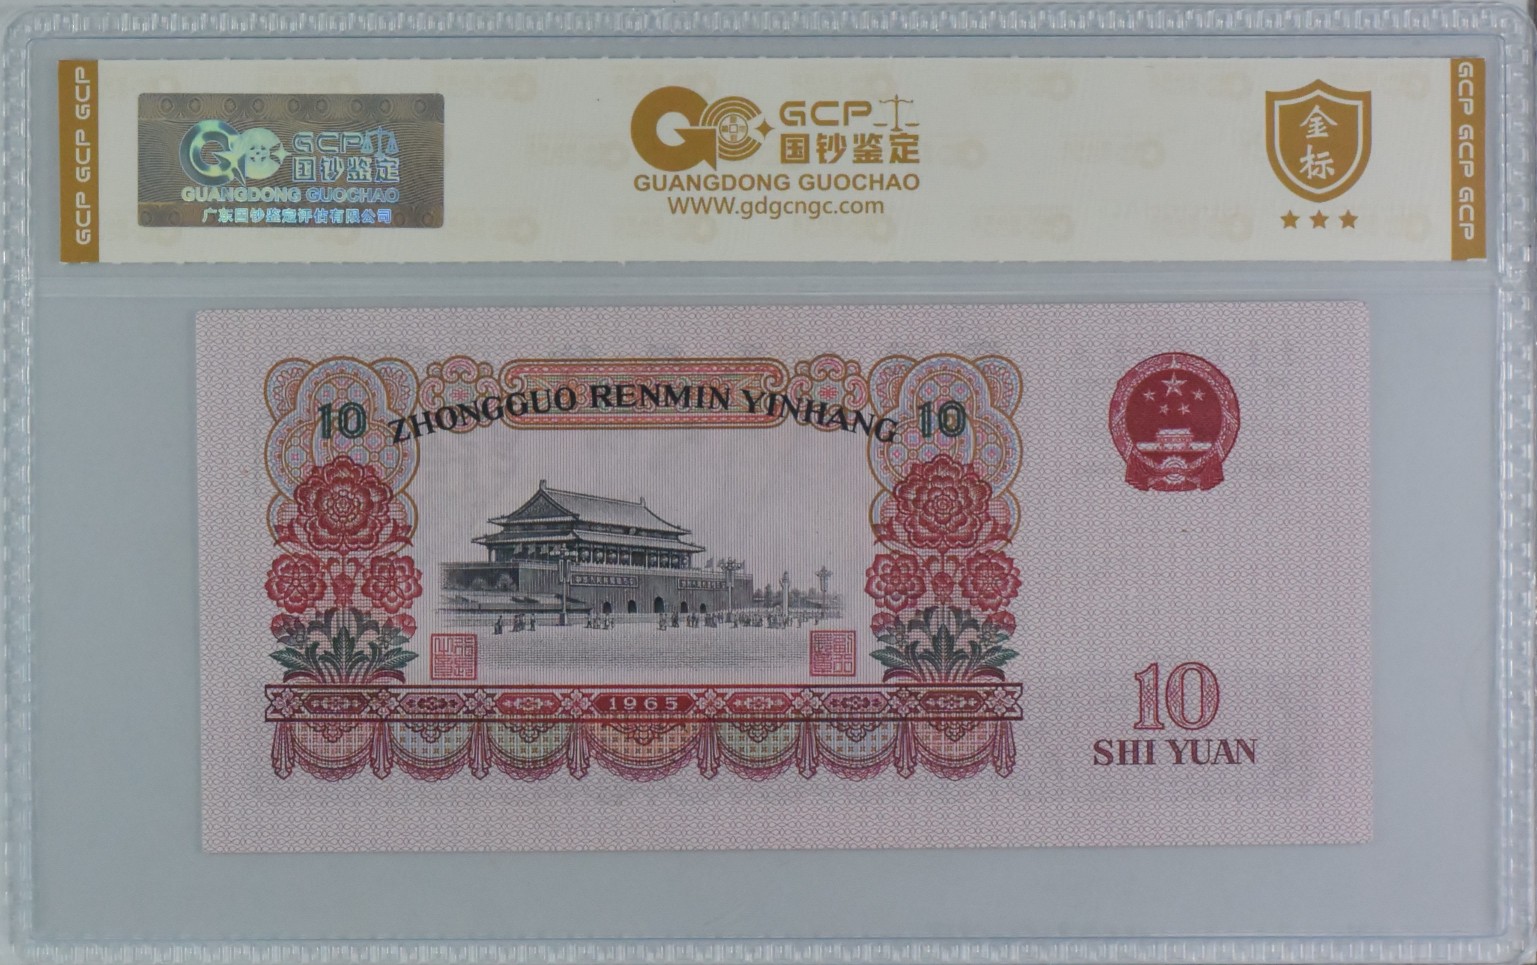 GCP GCP GCP
GCP
国钞鉴定
GUANGDONG GUOCHAO
广东国钞鉴定评估有限公司
GCP
国钞鉴定
GUANGDONG GUOCHAO
www.gdgcngc.com
金
标
GCP GCP GCP
10 ZHONGGUO RENMIN YINHANG 10
1965
10
SHI YUAN